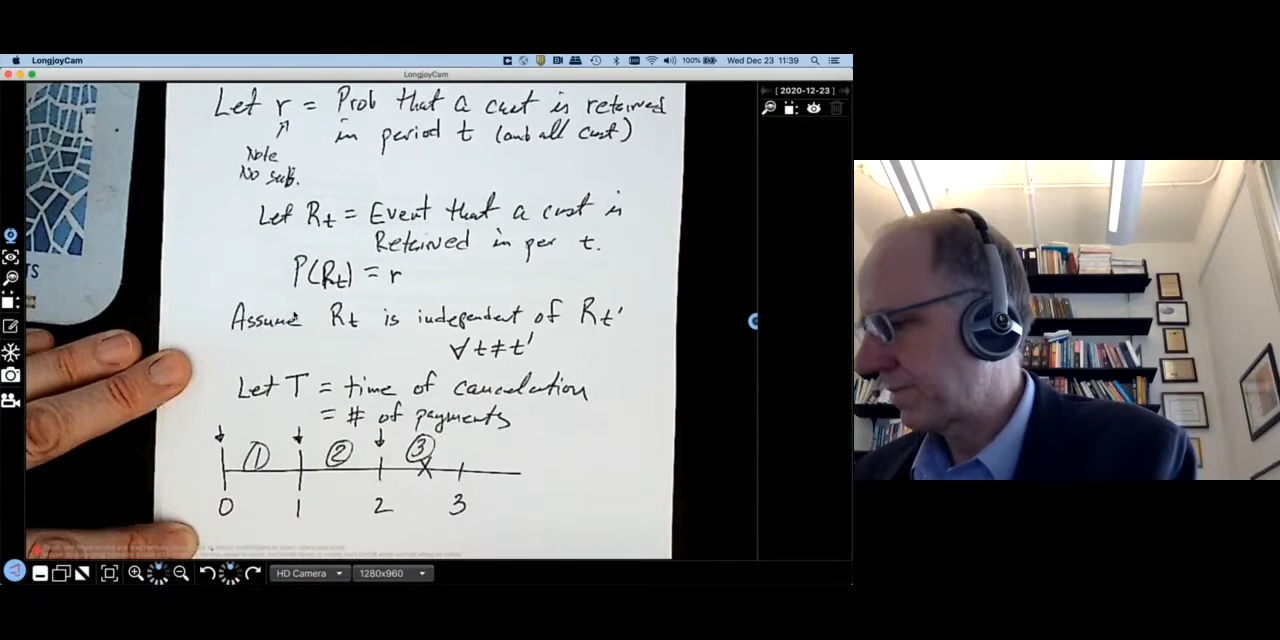 LongjoyCam
100%
Wed Dec 23 11:39
LongjoyCam
[ 2020-12-23 ]
Let r = Prob that a cust is retained
in period t (and all cust)
Note
No sub.
Let Rt = Event that a cust is
Retained in per t.
P(Rt) = r
Assume Rt is independent of Rt'
∀ t ≠ t'
Let T = time of cancelation
= # of payments
1 2 3
0 1 2 3
HD Camera
1280x960